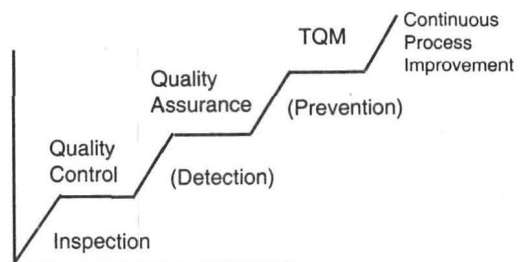 TQM
Continuous
Process
Improvement
Quality
Assurance
(Prevention)
Quality
Control
(Detection)
Inspection